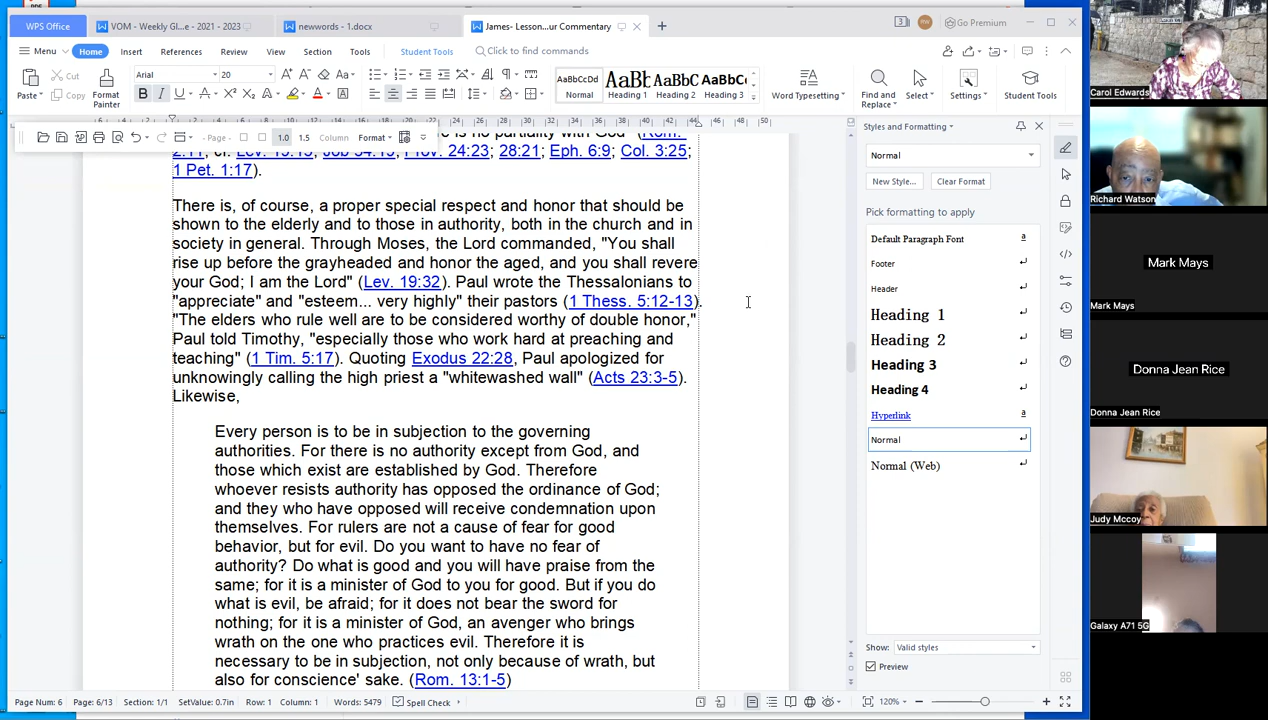 WPS Office
VOM - Weekly Gl...e - 2021 - 2023
newwords - 1.docx
James- Lesson...ur Commentary
Go Premium
Menu
Home
Insert
References
Review
View
Section
Tools
Student Tools
Click to find commands
Paste
Cut
Copy
Format Painter
Arial
20
AaBbCcDd
Normal
AaBb
Heading 1
AaBbC
Heading 2
AaBbCc
Heading 3
Word Typesetting
Find and Replace
Select
Settings
Student Tools
Page
1.0
1.5
Column
Format
ere is no partiality with God" (Rom.
2:11; cf. Lev. 19:15; Job 34:19; Prov. 24:23; 28:21; Eph. 6:9; Col. 3:25;
1 Pet. 1:17).
There is, of course, a proper special respect and honor that should be
shown to the elderly and to those in authority, both in the church and in
society in general. Through Moses, the Lord commanded, "You shall
rise up before the grayheaded and honor the aged, and you shall revere
your God; I am the Lord" (Lev. 19:32). Paul wrote the Thessalonians to
"appreciate" and "esteem... very highly" their pastors (1 Thess. 5:12-13).
"The elders who rule well are to be considered worthy of double honor,"
Paul told Timothy, "especially those who work hard at preaching and
teaching" (1 Tim. 5:17). Quoting Exodus 22:28, Paul apologized for
unknowingly calling the high priest a "whitewashed wall" (Acts 23:3-5).
Likewise,
Every person is to be in subjection to the governing
authorities. For there is no authority except from God, and
those which exist are established by God. Therefore
whoever resists authority has opposed the ordinance of God;
and they who have opposed will receive condemnation upon
themselves. For rulers are not a cause of fear for good
behavior, but for evil. Do you want to have no fear of
authority? Do what is good and you will have praise from the
same; for it is a minister of God to you for good. But if you do
what is evil, be afraid; for it does not bear the sword for
nothing; for it is a minister of God, an avenger who brings
wrath on the one who practices evil. Therefore it is
necessary to be in subjection, not only because of wrath, but
also for conscience' sake. (Rom. 13:1-5)
Styles and Formatting
Normal
New Style...
Clear Format
Pick formatting to apply
Default Paragraph Font
Footer
Header
Heading 1
Heading 2
Heading 3
Heading 4
Hyperlink
Normal
Normal (Web)
Show:
Valid styles
Preview
Page Num: 6
Page: 6/13
Section: 1/1
SetValue: 0.7in
Row: 1
Column: 1
Words: 5479
Spell Check
120%
Carol Edwards
Richard Watson
Mark Mays
Mark Mays
Donna Jean Rice
Donna Jean Rice
Judy Mccoy
Galaxy A71 5G